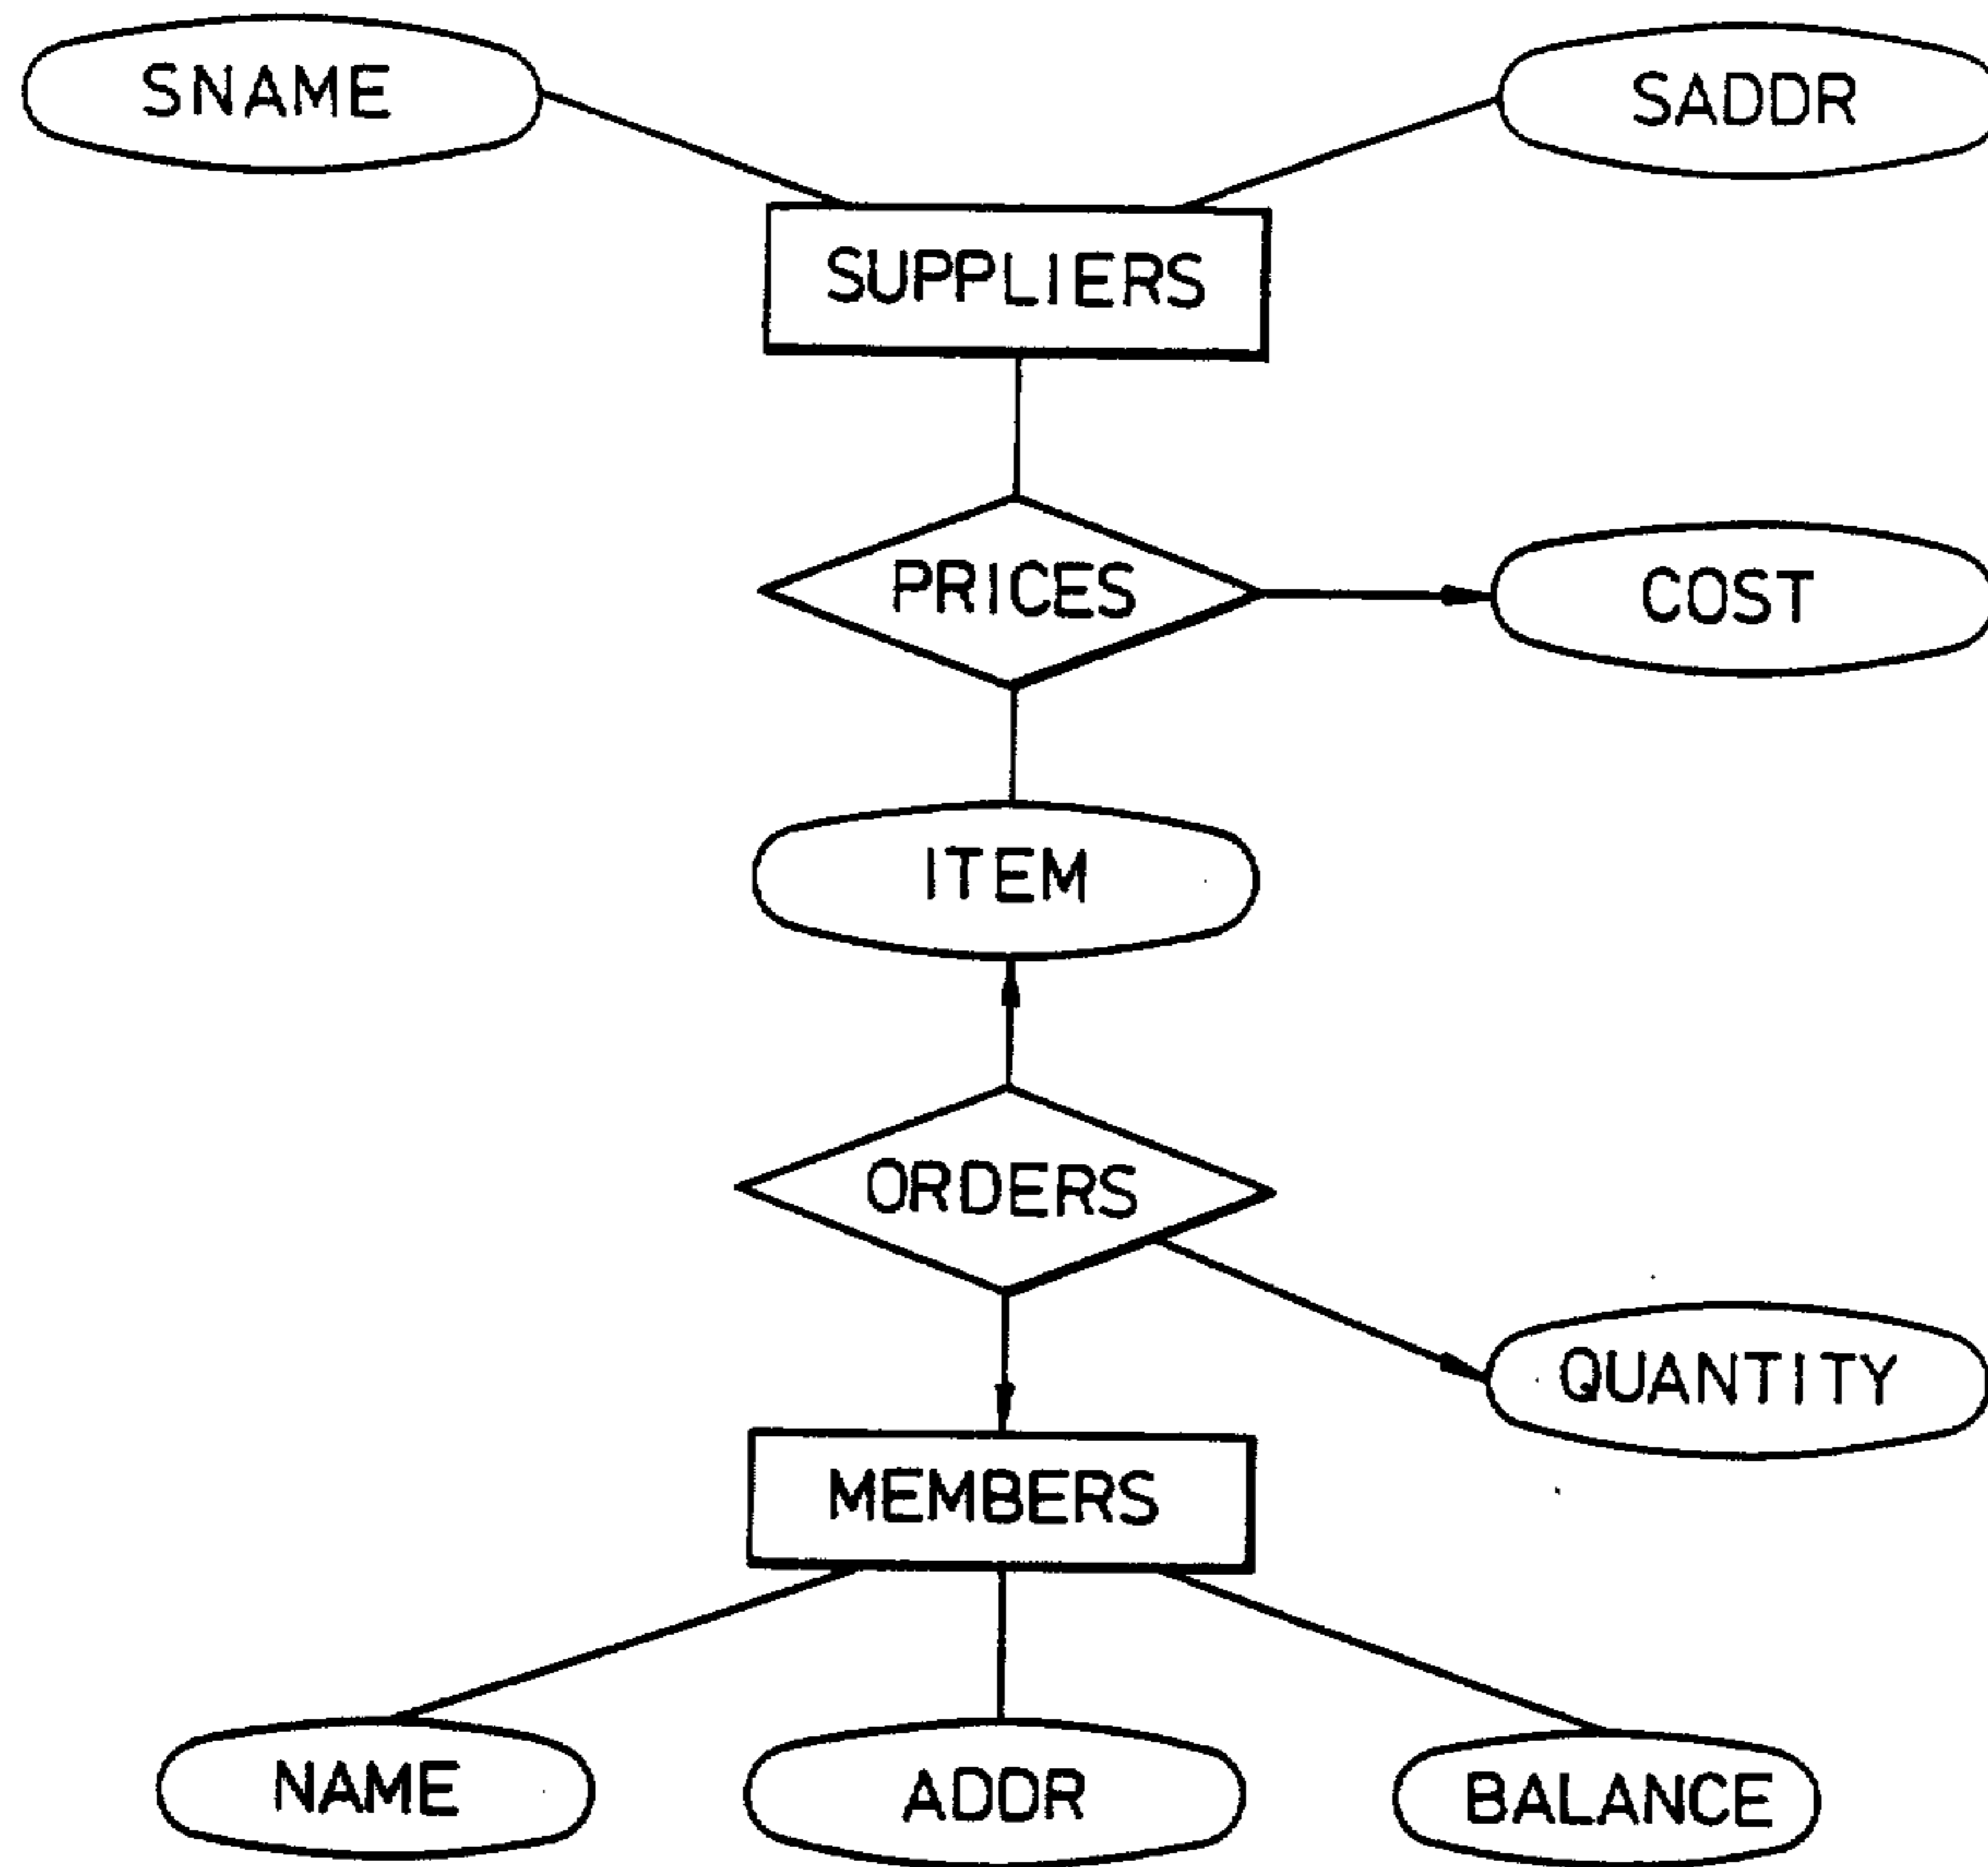 SNAME
SADDR
SUPPLIERS
PRICES
COST
ITEM
ORDERS
QUANTITY
MEMBERS
NAME
ADDR
BALANCE